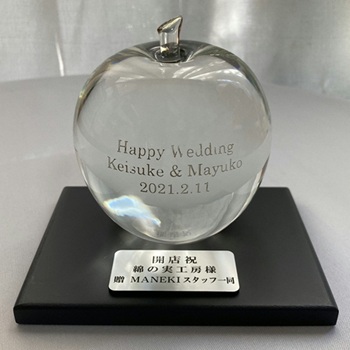 Happy Wedding
Keisuke & Mayuko
2021.2.11
開店祝
綿の実工房様
贈 MANEKIスタッフ一同